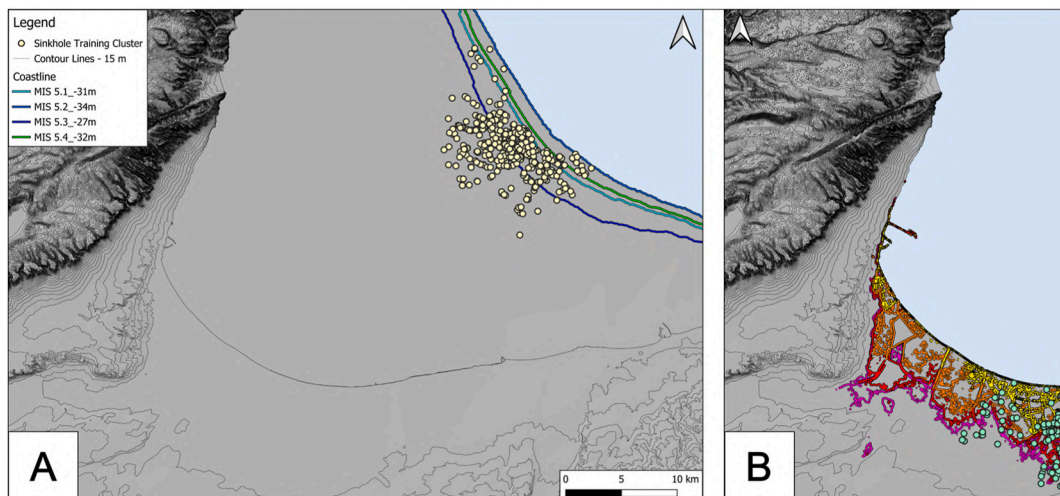 Legend
Sinkhole Training Cluster
Contour Lines - 15 m
Coastline
MIS 5.1_-31m
MIS 5.2_-34m
MIS 5.3_-27m
MIS 5.4_-32m
A
0 5 10 km
B